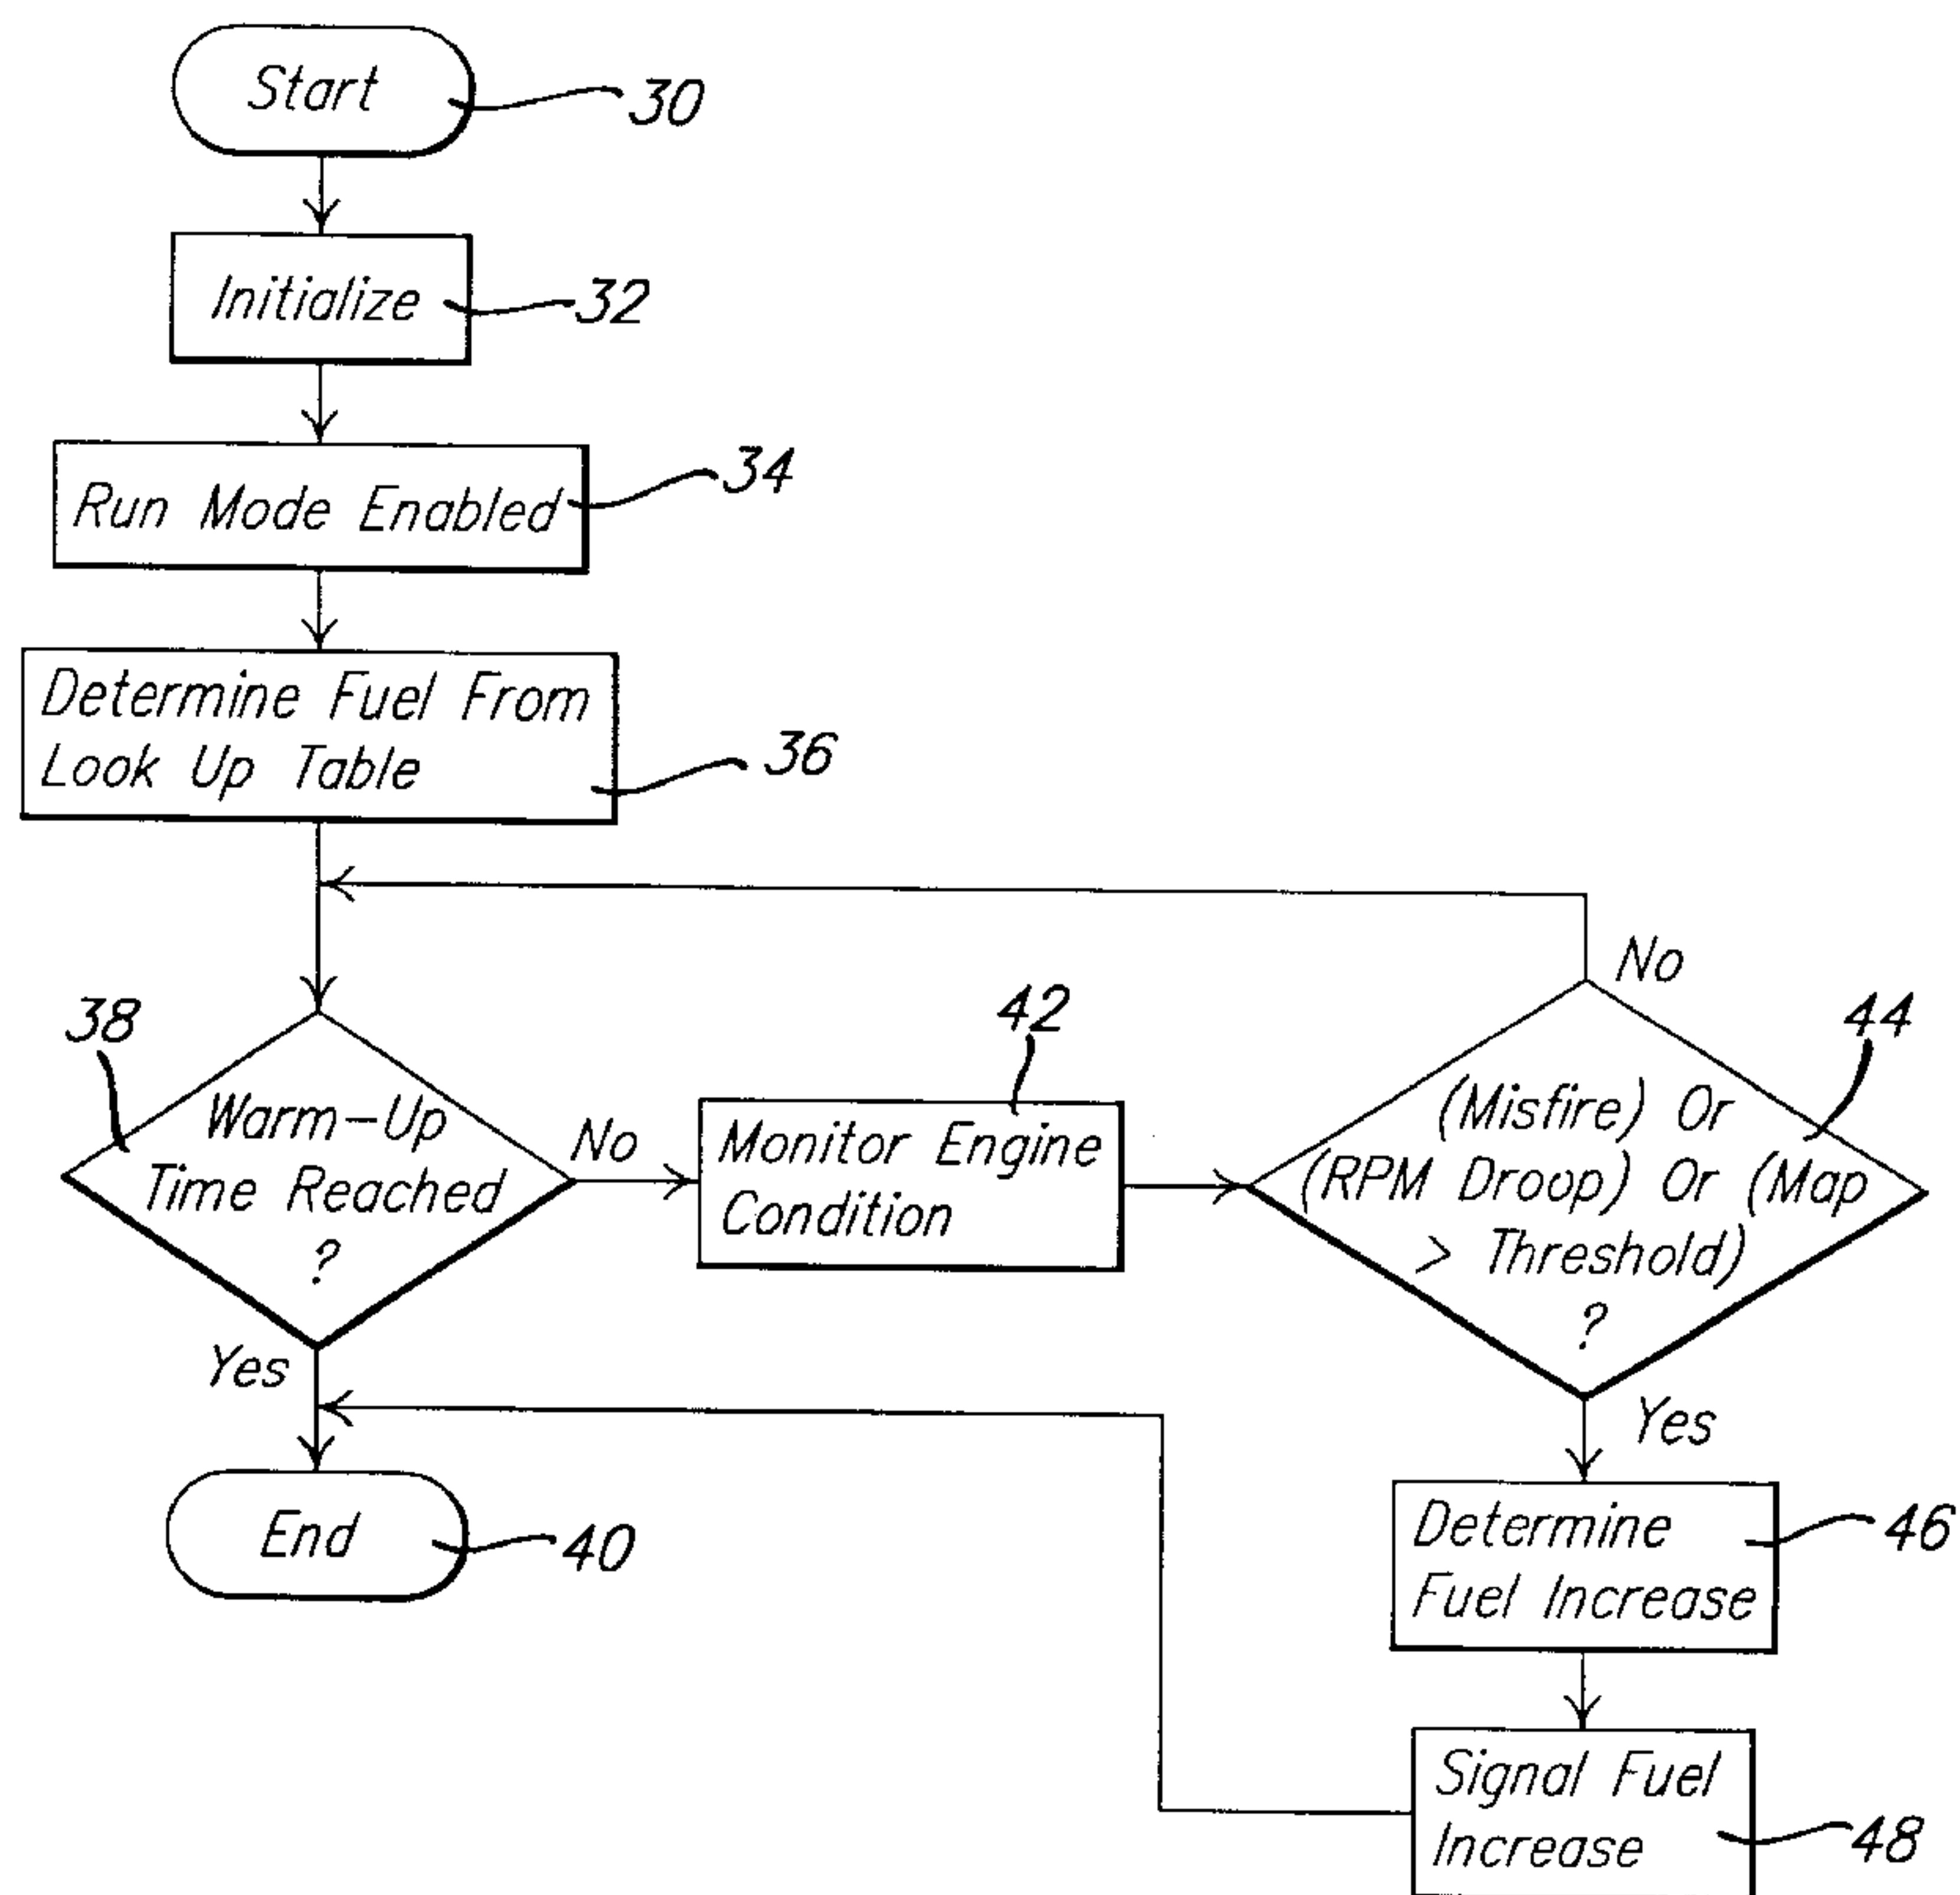 Start
30
Initialize
32
Run Mode Enabled
34
Determine Fuel From
Look Up Table
36
38
Warm-Up
Time Reached
?
No
Yes
42
Monitor Engine
Condition
No
44
(Misfire) Or
(RPM Droop) Or (Map
> Threshold)
?
Yes
End
40
Determine
Fuel Increase
46
Signal Fuel
Increase
48